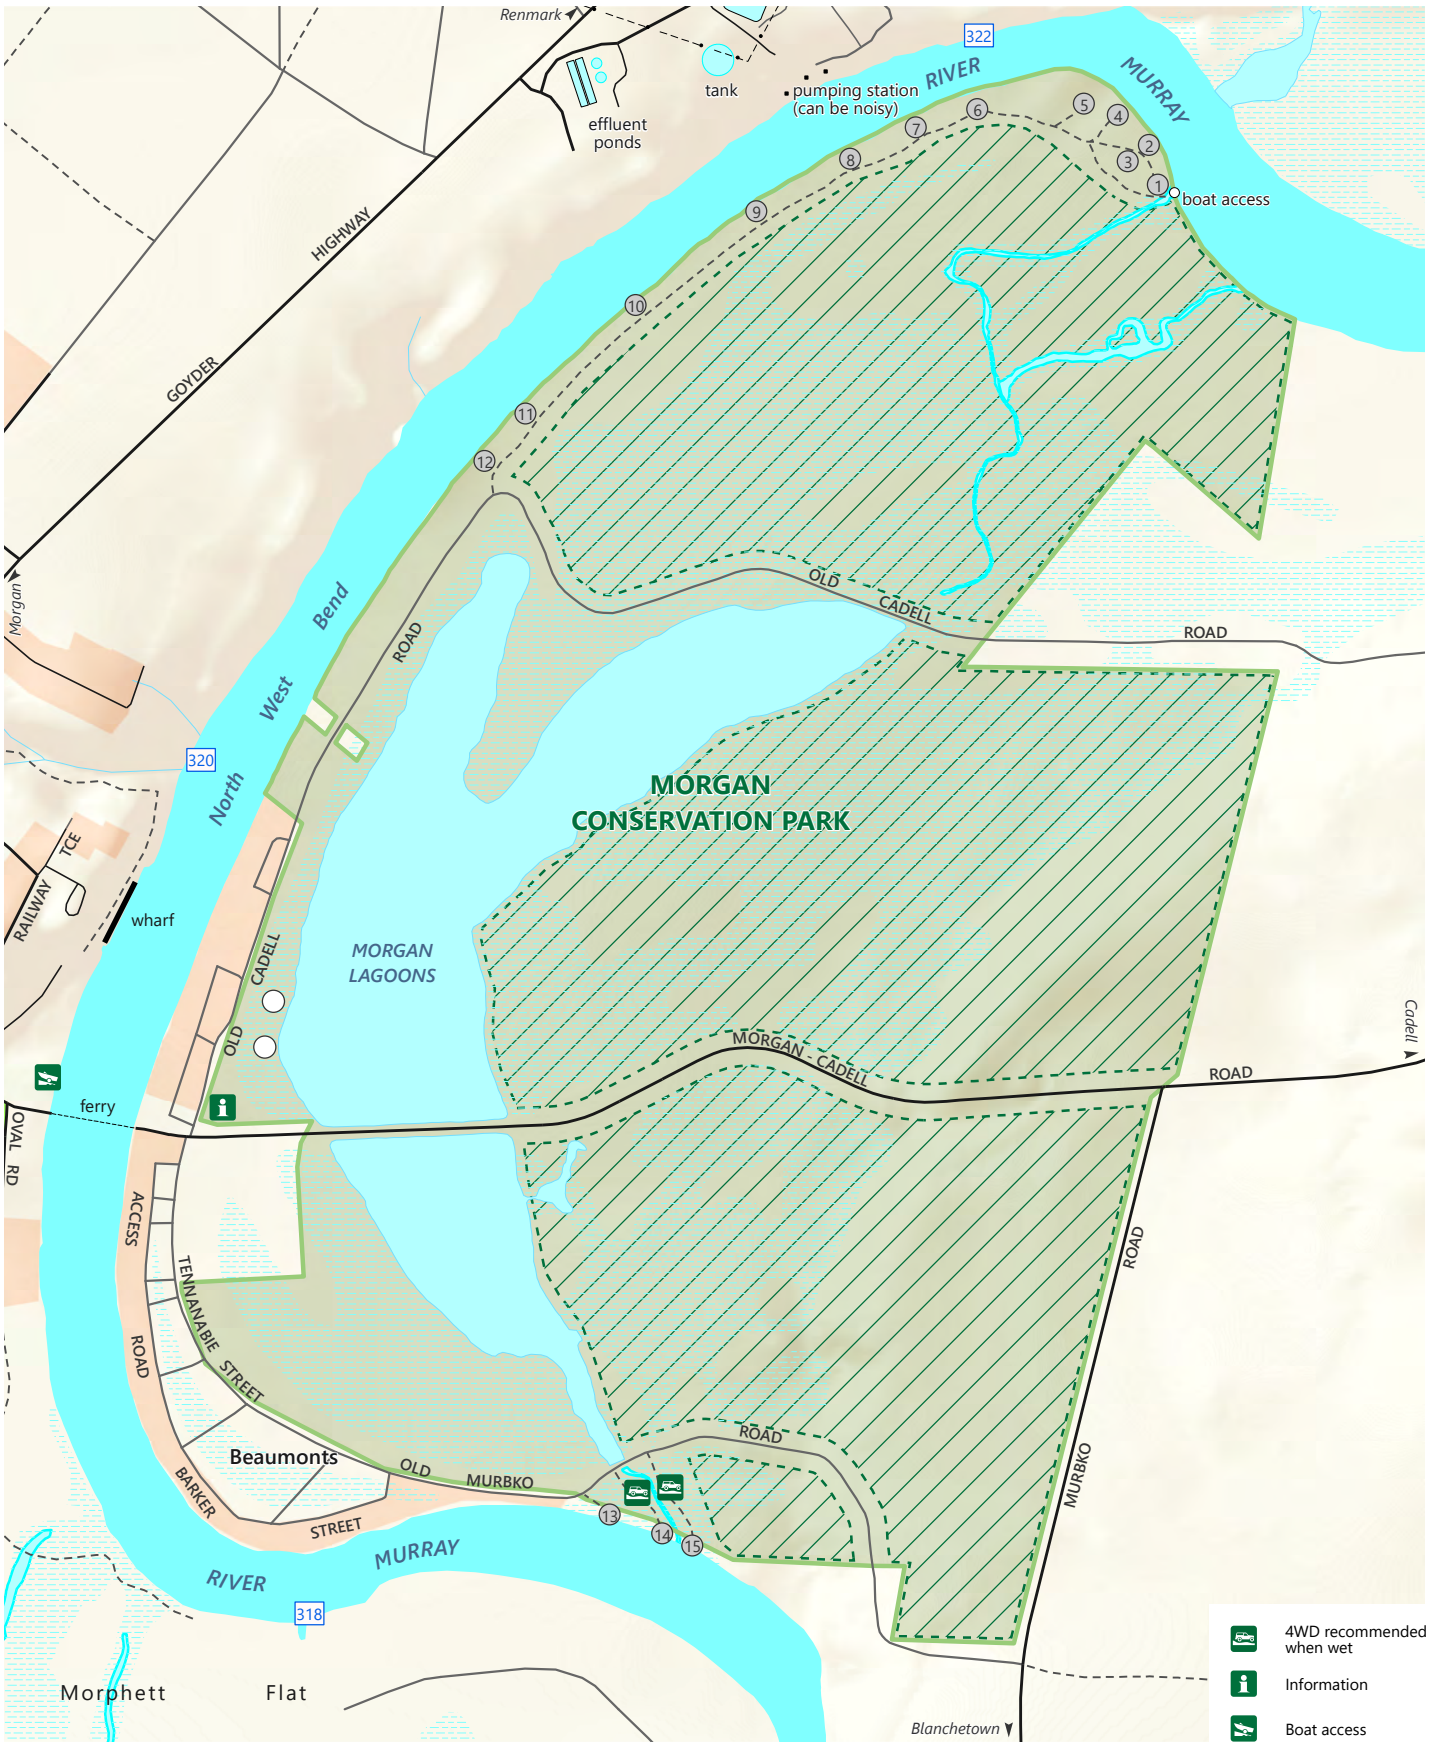 Renmark
322
RIVER
MURRAY
tank
pumping station
(can be noisy)
effluent
ponds
6
5
4
7
2
3
8
1
boat access
9
HIGHWAY
10
GOYDER
11
12
Morgan
OLD
CADELL
ROAD
Bend
ROAD
West
320
North
MORGAN
CONSERVATION PARK
TCE
RAILWAY
wharf
MORGAN
LAGOONS
CADELL
OLD
Cadell
MORGAN - CADELL
ROAD
ferry
OVAL RD
ACCESS
ROAD
TENNANABIE STREET
ROAD
Beaumonts
OLD
MURBKO
ROAD
MURBKO
BARKER
STREET
13
14
15
MURRAY
RIVER
318
Morphett Flat
Blanchetown
4WD recommended
when wet
Information
Boat access